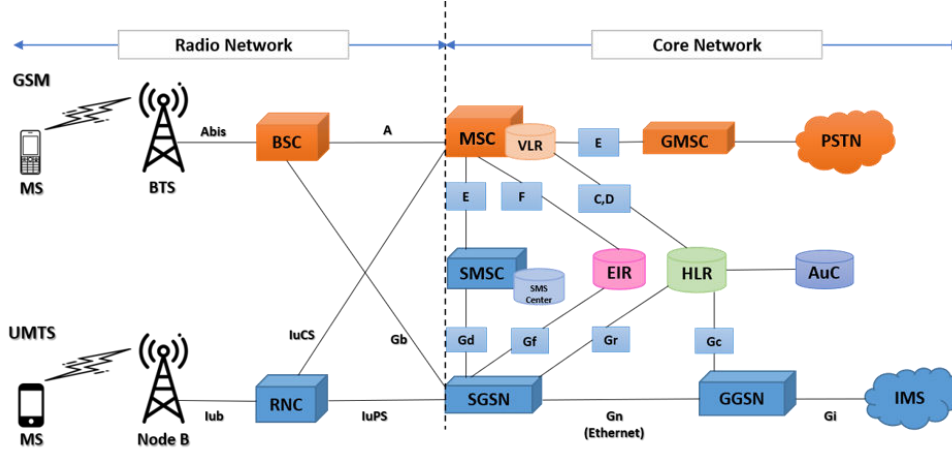 Radio Network
Core Network
GSM
Abis
BSC
A
MSC
VLR
E
GMSC
PSTN
MS
BTS
E
F
C,D
SMSC
SMS
Center
EIR
HLR
AuC
UMTS
IuCS
Gb
Gd
Gf
Gr
Gc
RNC
SGSN
GGSN
IMS
Iub
IuPS
Gn
(Ethernet)
Gi
MS
Node B